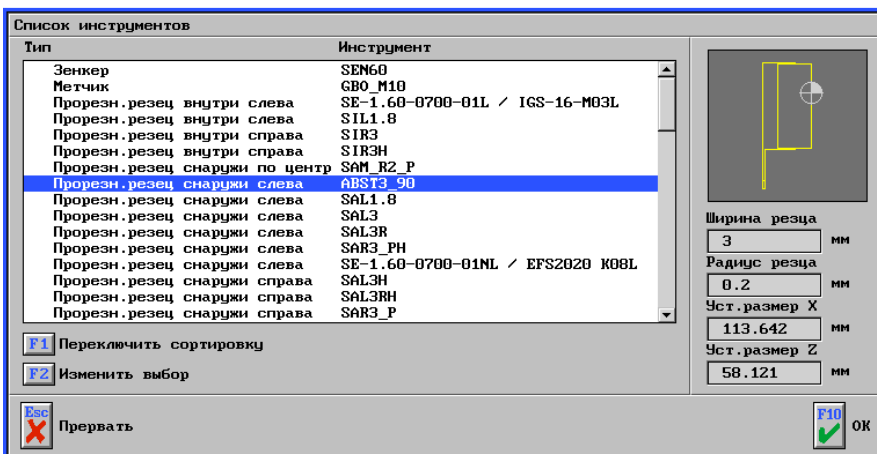 Список инструментов
Тип Инструмент
Зенкер SEN60
Метчик GBO_M10
Прорезн.резец внутри слева SE-1.60-0700-01L / IGS-16-M03L
Прорезн.резец внутри слева SIL1.8
Прорезн.резец внутри справа SIR3
Прорезн.резец внутри справа SIR3H
Прорезн.резец снаружи по центр SAM_R2_P
Прорезн.резец снаружи слева ABST3_90
Прорезн.резец снаружи слева SAL1.8
Прорезн.резец снаружи слева SAL3
Прорезн.резец снаружи слева SAL3R
Прорезн.резец снаружи слева SAR3_PH
Прорезн.резец снаружи слева SE-1.60-0700-01NL / EFS2020 K08L
Прорезн.резец снаружи справа SAL3H
Прорезн.резец снаружи справа SAL3RH
Прорезн.резец снаружи справа SAR3_P
F1 Переключить сортировку
F2 Изменить выбор
Ширина резца
3 мм
Радиус резца
0.2 мм
Уст.размер X
113.642 мм
Уст.размер Z
58.121 мм
Esc Прервать
F10 ОК